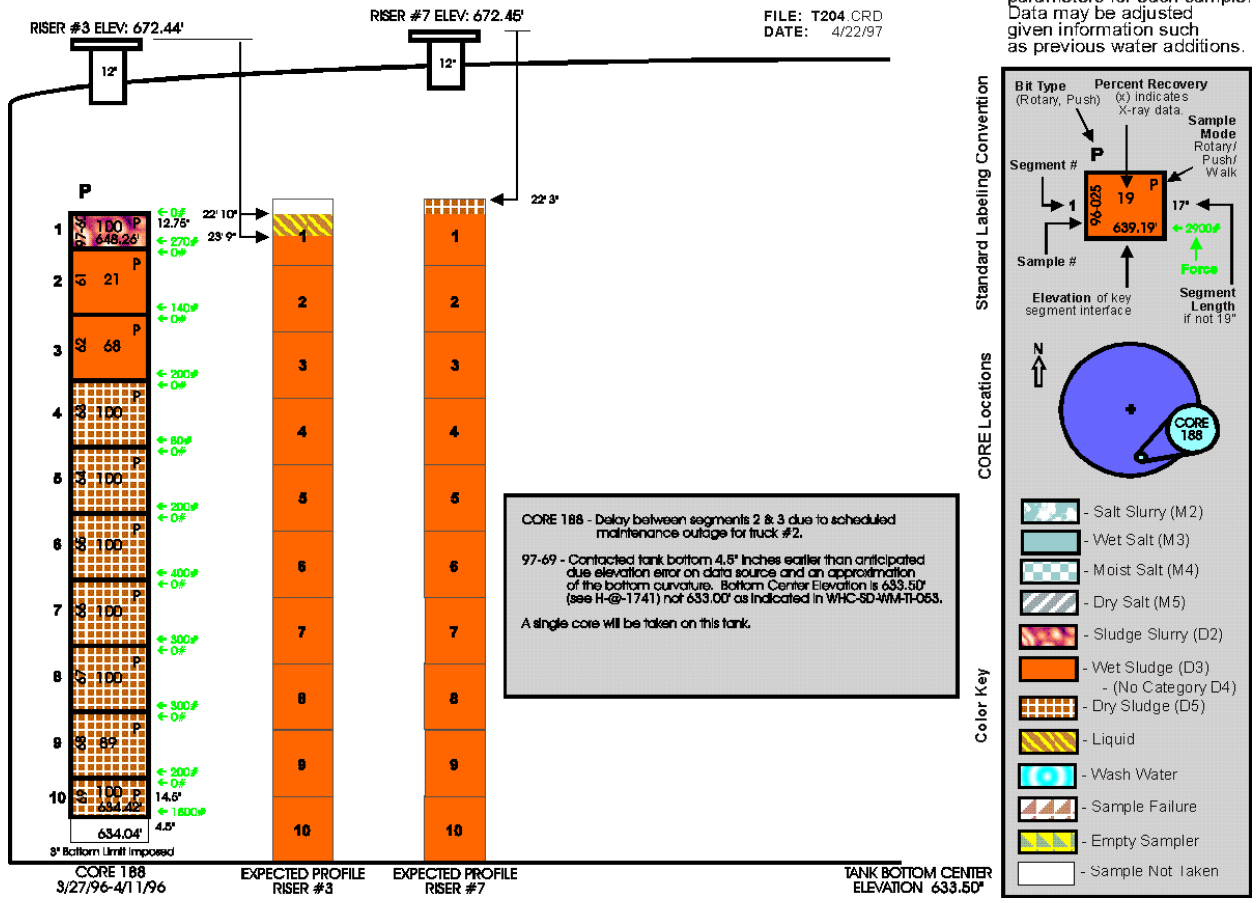 RISER #3 ELEV: 672.44'
RISER #7 ELEV: 672.45'
FILE: T204.CRD
DATE: 4/22/97
Data may be adjusted
given information such
as previous water additions.
12"
12"
P
22' 10"
23' 9"
22' 3"
1
97-60
100
P
648.26'
←0#
12.75"
←270#
←0#
2
61
21
P
←140#
←0#
3
62
68
P
←200#
←0#
4
63
100
P
←80#
←0#
5
64
100
P
←200#
←0#
6
65
100
P
←400#
←0#
7
66
100
P
←300#
←0#
8
67
100
P
←300#
←0#
9
68
89
P
←200#
←0#
10
69
100
P
634.42'
14.5"
←1800#
4.5"
634.04'
3" Bottom Limit Imposed
CORE 188
3/27/96-4/11/96
1
2
3
4
5
6
7
8
9
10
EXPECTED PROFILE
RISER #3
1
2
3
4
5
6
7
8
9
10
EXPECTED PROFILE
RISER #7
CORE 188 - Delay between segments 2 & 3 due to scheduled
maintenance outage for truck #2.
97-69 - Contacted tank bottom 4.5" inches earlier than anticipated
due elevation error on data source and an approximation
of the bottom curvature. Bottom Center Elevation is 633.50'
(see H-@-1741) not 633.00' as indicated in WHC-SD-WM-TI-053.
A single core will be taken on this tank.
TANK BOTTOM CENTER
ELEVATION 633.50"
Standard Labeling Convention
Bit Type
(Rotary, Push)
Percent Recovery
(x) indicates
X-ray data.
Sample
Mode
Rotary/
Push/
Walk
P
Segment #
1
96-025
19
P
639.19'
17"
←2900#
Force
Sample #
Elevation of key
segment interface
Segment
Length
if not 19"
CORE Locations
N
CORE
188
Color Key
- Salt Slurry (M2)
- Wet Salt (M3)
- Moist Salt (M4)
- Dry Salt (M5)
- Sludge Slurry (D2)
- Wet Sludge (D3)
- (No Category D4)
- Dry Sludge (D5)
- Liquid
- Wash Water
- Sample Failure
- Empty Sampler
- Sample Not Taken